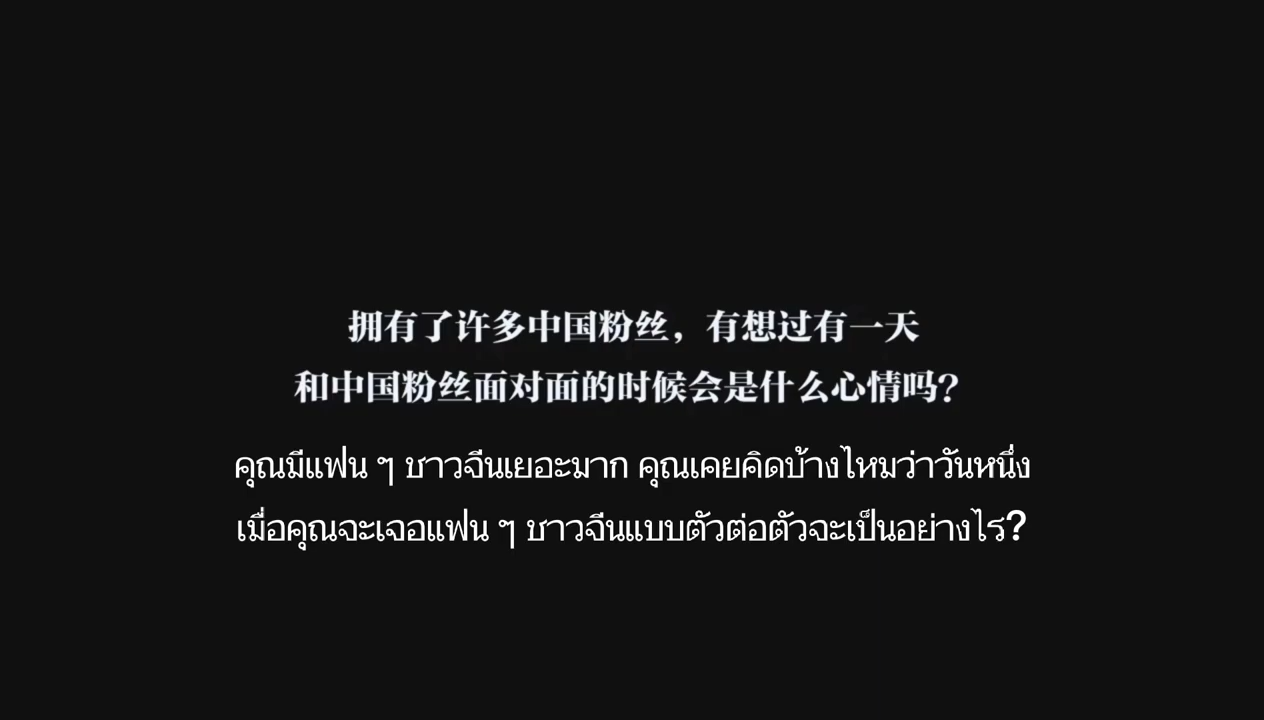 拥有了许多中国粉丝，有想过有一天
和中国粉丝面对面的时候会是什么心情吗？
คุณมีแฟน ๆ ชาวจีนเยอะมาก คุณเคยคิดบ้างไหมว่าวันหนึ่ง
เมื่อคุณจะเจอแฟน ๆ ชาวจีนแบบตัวต่อตัวจะเป็นอย่างไร?